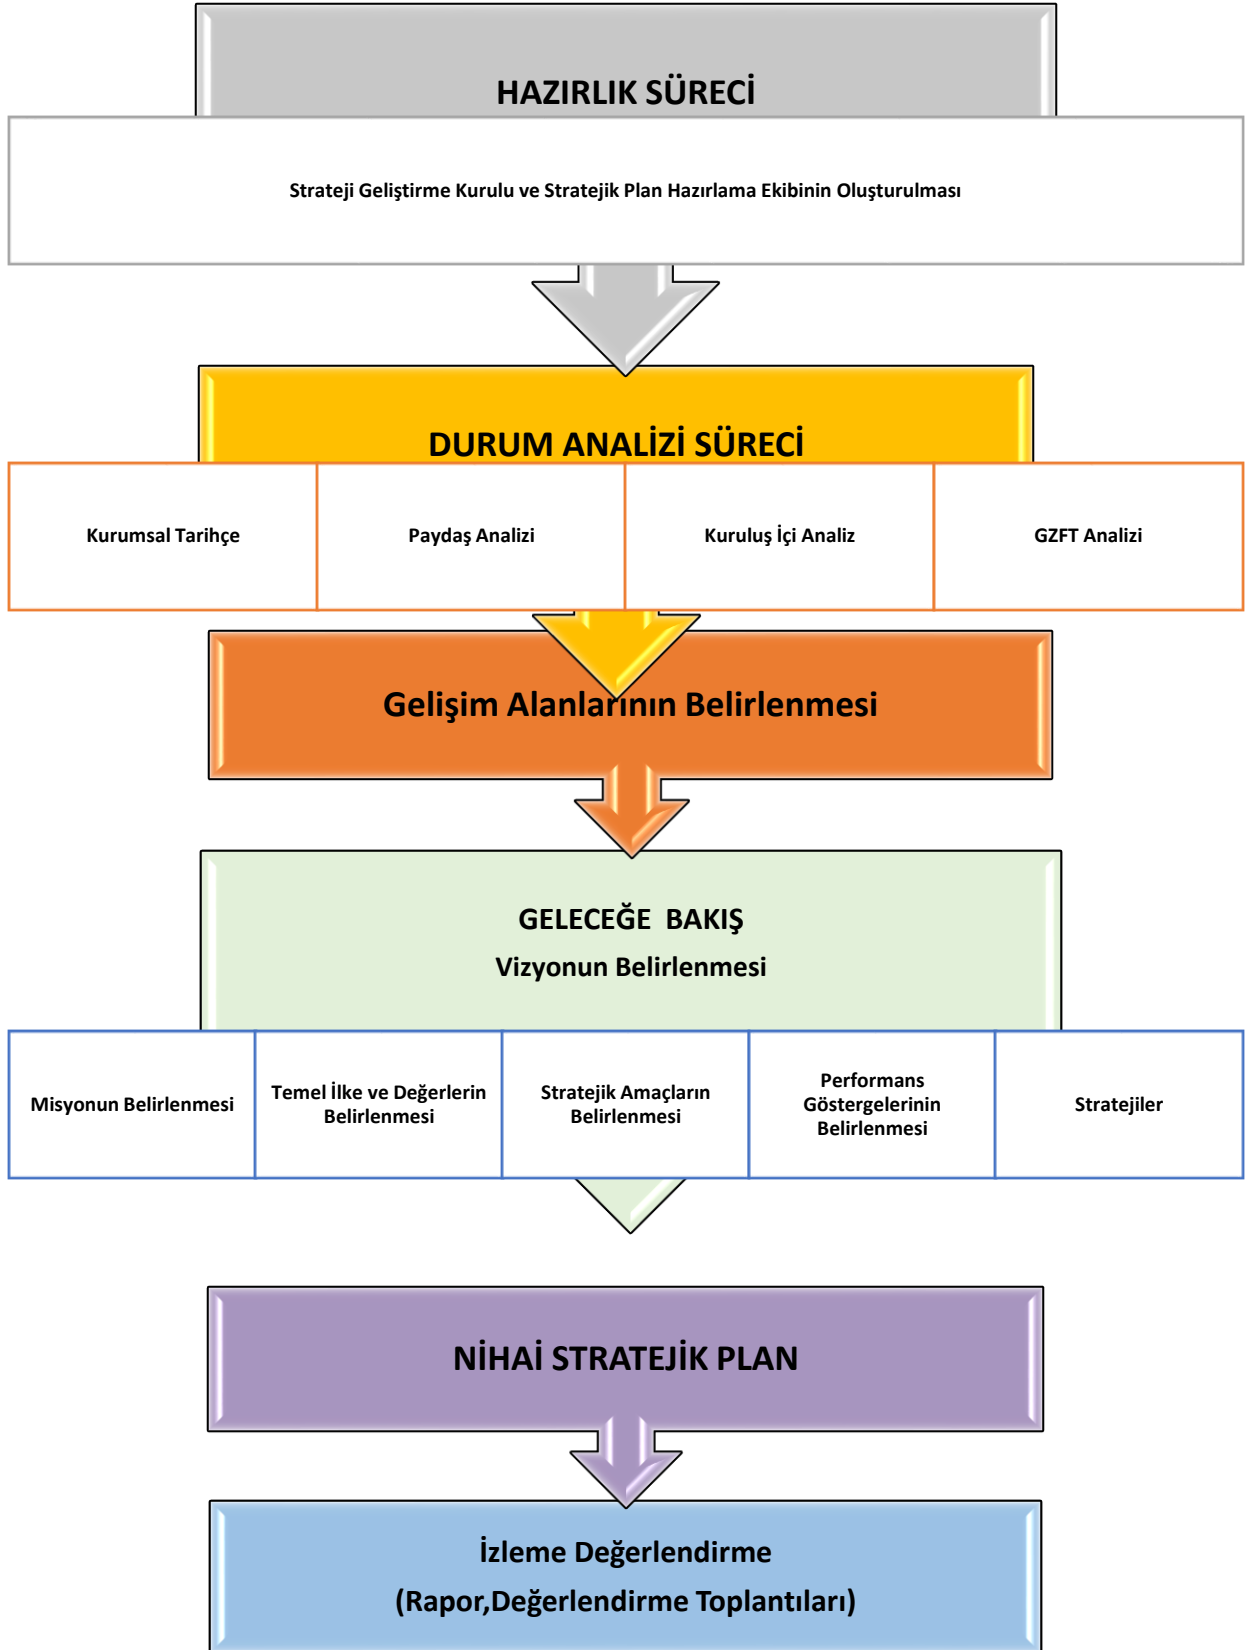 HAZIRLIK SÜRECİ
Strateji Geliştirme Kurulu ve Stratejik Plan Hazırlama Ekibinin Oluşturulması
DURUM ANALİZİ SÜRECİ
Kurumsal Tarihçe
Paydaş Analizi
Kuruluş İçi Analiz
GZFT Analizi
Gelişim Alanlarının Belirlenmesi
GELECEĞE  BAKIŞ
Vizyonun Belirlenmesi
Misyonun Belirlenmesi
Temel İlke ve Değerlerin
Belirlenmesi
Stratejik Amaçların
Belirlenmesi
Performans
Göstergelerinin
Belirlenmesi
Stratejiler
NİHAİ STRATEJİK PLAN
İzleme Değerlendirme
(Rapor,Değerlendirme Toplantıları)